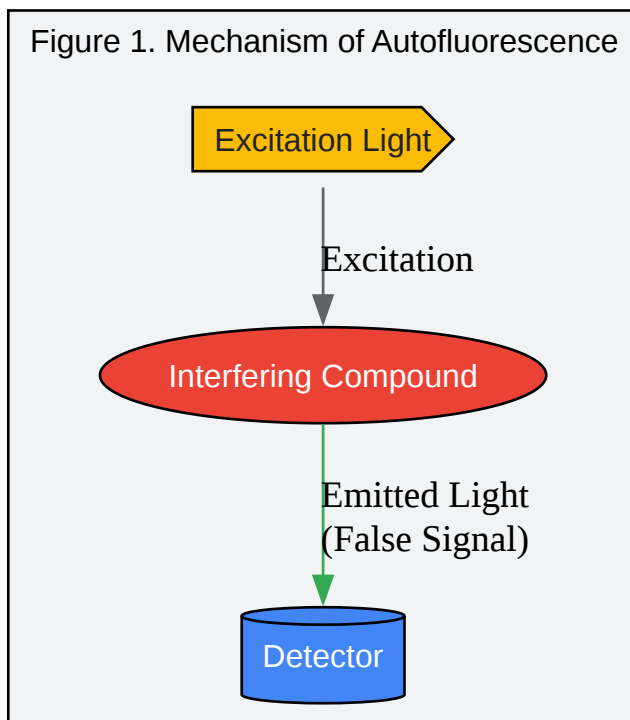 Figure 1. Mechanism of Autofluorescence
Excitation Light
Excitation
Interfering Compound
Emitted Light
(False Signal)
Detector